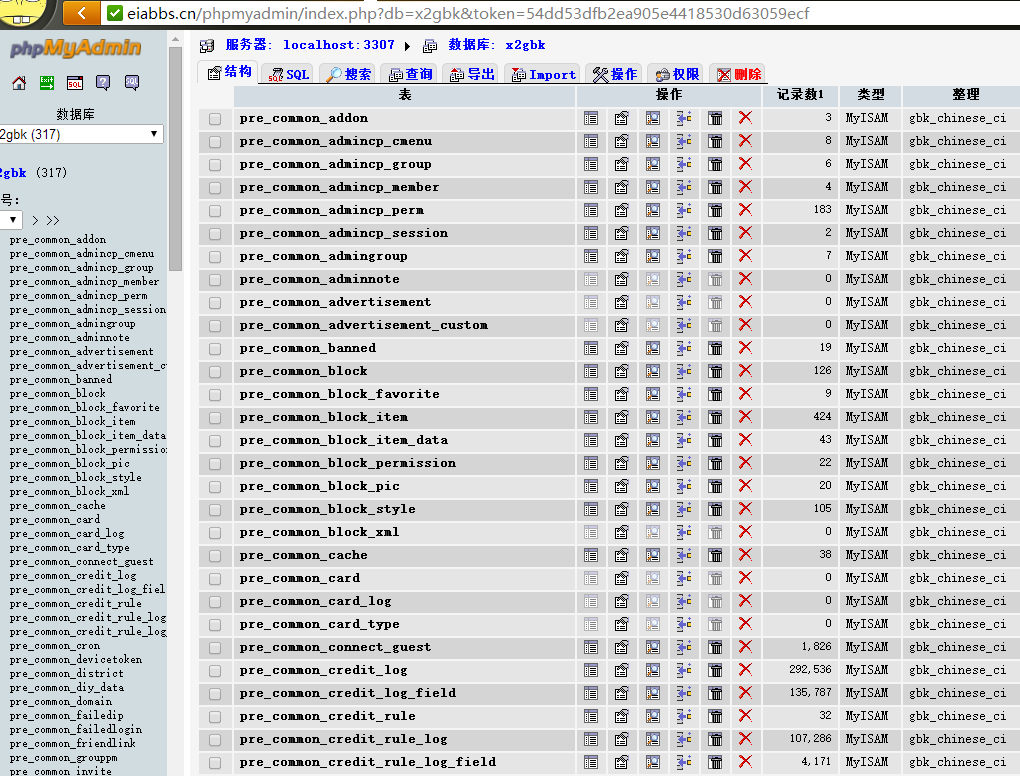 eiabbs.cn/phpmyadmin/index.php?db=x2gbk&token=54dd53dfb2ea905e4418530d63059ecf
phpMyAdmin
SQL
SQL
数据库
2gbk (317)
2gbk (317)
号:
> >>
pre_common_addon
pre_common_admincp_cmenu
pre_common_admincp_group
pre_common_admincp_member
pre_common_admincp_perm
pre_common_admincp_session
pre_common_admingroup
pre_common_adminnote
pre_common_advertisement
pre_common_advertisement_c
pre_common_banned
pre_common_block
pre_common_block_favorite
pre_common_block_item
pre_common_block_item_data
pre_common_block_permission
pre_common_block_pic
pre_common_block_style
pre_common_block_xml
pre_common_cache
pre_common_card
pre_common_card_log
pre_common_card_type
pre_common_connect_guest
pre_common_credit_log
pre_common_credit_log_fiel
pre_common_credit_rule
pre_common_credit_rule_log
pre_common_credit_rule_log
pre_common_cron
pre_common_devicetoken
pre_common_district
pre_common_diy_data
pre_common_domain
pre_common_failedip
pre_common_failedlogin
pre_common_friendlink
pre_common_grouppm
pre_common_invite
服务器: localhost:3307 ▸ 数据库: x2gbk
结构 SQL 搜索 查询 导出 Import 操作 权限 删除
表 操作 记录数1 类型 整理
pre_common_addon 3 MyISAM gbk_chinese_ci
pre_common_admincp_cmenu 8 MyISAM gbk_chinese_ci
pre_common_admincp_group 6 MyISAM gbk_chinese_ci
pre_common_admincp_member 4 MyISAM gbk_chinese_ci
pre_common_admincp_perm 183 MyISAM gbk_chinese_ci
pre_common_admincp_session 2 MyISAM gbk_chinese_ci
pre_common_admingroup 7 MyISAM gbk_chinese_ci
pre_common_adminnote 0 MyISAM gbk_chinese_ci
pre_common_advertisement 0 MyISAM gbk_chinese_ci
pre_common_advertisement_custom 0 MyISAM gbk_chinese_ci
pre_common_banned 19 MyISAM gbk_chinese_ci
pre_common_block 126 MyISAM gbk_chinese_ci
pre_common_block_favorite 9 MyISAM gbk_chinese_ci
pre_common_block_item 424 MyISAM gbk_chinese_ci
pre_common_block_item_data 43 MyISAM gbk_chinese_ci
pre_common_block_permission 22 MyISAM gbk_chinese_ci
pre_common_block_pic 20 MyISAM gbk_chinese_ci
pre_common_block_style 105 MyISAM gbk_chinese_ci
pre_common_block_xml 0 MyISAM gbk_chinese_ci
pre_common_cache 38 MyISAM gbk_chinese_ci
pre_common_card 0 MyISAM gbk_chinese_ci
pre_common_card_log 0 MyISAM gbk_chinese_ci
pre_common_card_type 0 MyISAM gbk_chinese_ci
pre_common_connect_guest 1,826 MyISAM gbk_chinese_ci
pre_common_credit_log 292,536 MyISAM gbk_chinese_ci
pre_common_credit_log_field 135,787 MyISAM gbk_chinese_ci
pre_common_credit_rule 32 MyISAM gbk_chinese_ci
pre_common_credit_rule_log 107,286 MyISAM gbk_chinese_ci
pre_common_credit_rule_log_field 4,171 MyISAM gbk_chinese_ci